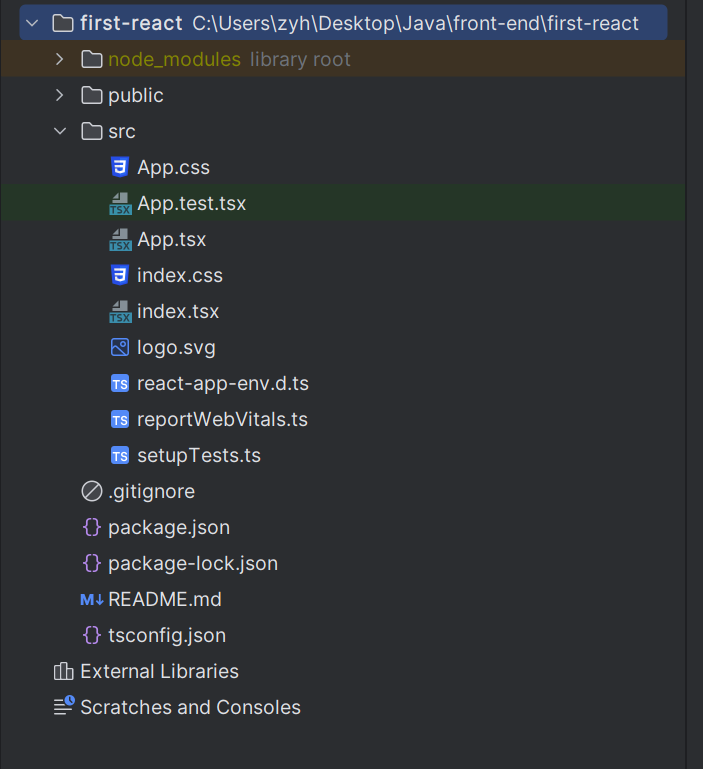 first-react C:\Users\zyh\Desktop\Java\front-end\first-react
node_modules library root
public
src
App.css
TSX App.test.tsx
TSX App.tsx
index.css
TSX index.tsx
logo.svg
TS react-app-env.d.ts
TS reportWebVitals.ts
TS setupTests.ts
.gitignore
{} package.json
{} package-lock.json
M↓ README.md
{} tsconfig.json
External Libraries
Scratches and Consoles